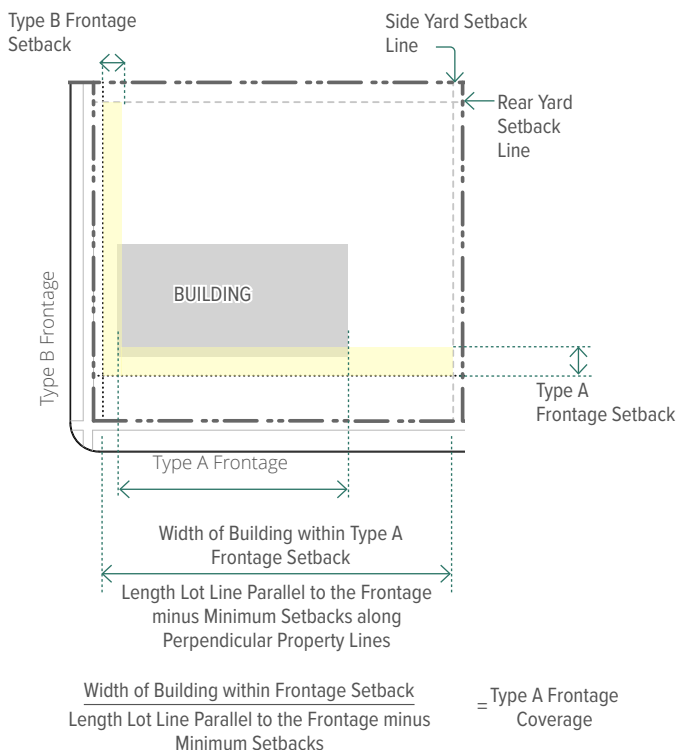 Type B Frontage
Setback
Side Yard Setback
Line
Rear Yard
Setback
Line
BUILDING
Type B Frontage
Type A
Frontage Setback
Type A Frontage
Width of Building within Type A
Frontage Setback
Length Lot Line Parallel to the Frontage
minus Minimum Setbacks along
Perpendicular Property Lines
Width of Building within Frontage Setback
Length Lot Line Parallel to the Frontage minus
Minimum Setbacks
= Type A Frontage
Coverage